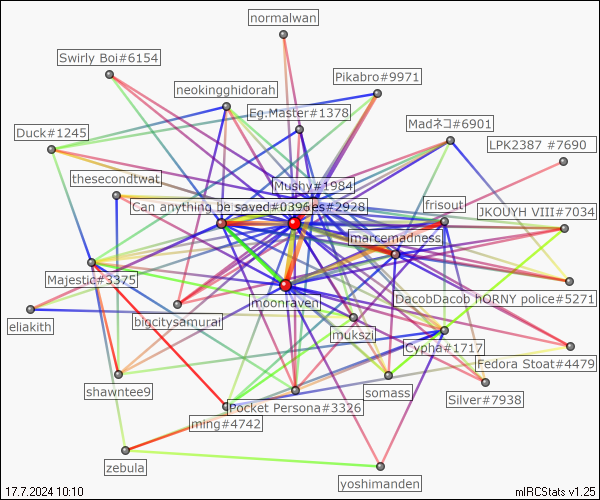 normalwan
Swirly Boi#6154
Pikabro#9971
neokingghidorah
Eg.Master#1378
Madネコ#6901
Duck#1245
LPK2387 #7690
thesecondtwat
Mushy#1984
Can anything be saved#0396
es#2928
frisout
JKOUYH VIII#7034
marcemadness
Majestic#3375
moonraven
DacobDacob hORNY police#5271
eliakith
bigcitysamurai
mukszi
Cypha#1717
Fedora Stoat#4479
shawntee9
somass
Silver#7938
Pocket Persona#3326
ming#4742
zebula
yoshimanden
17.7.2024 10:10
mIRCStats v1.25